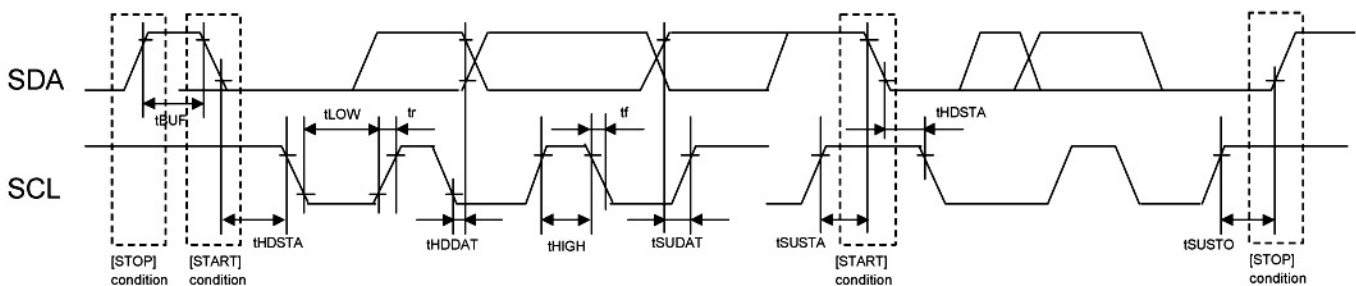 SDA
tBUF
tLOW
tr
tf
tHDSTA
SCL
tHDSTA
tHDDAT
tHIGH
tSUDAT
tSUSTA
tSUSTO
[STOP]
condition
[START]
condition
[START]
condition
[STOP]
condition